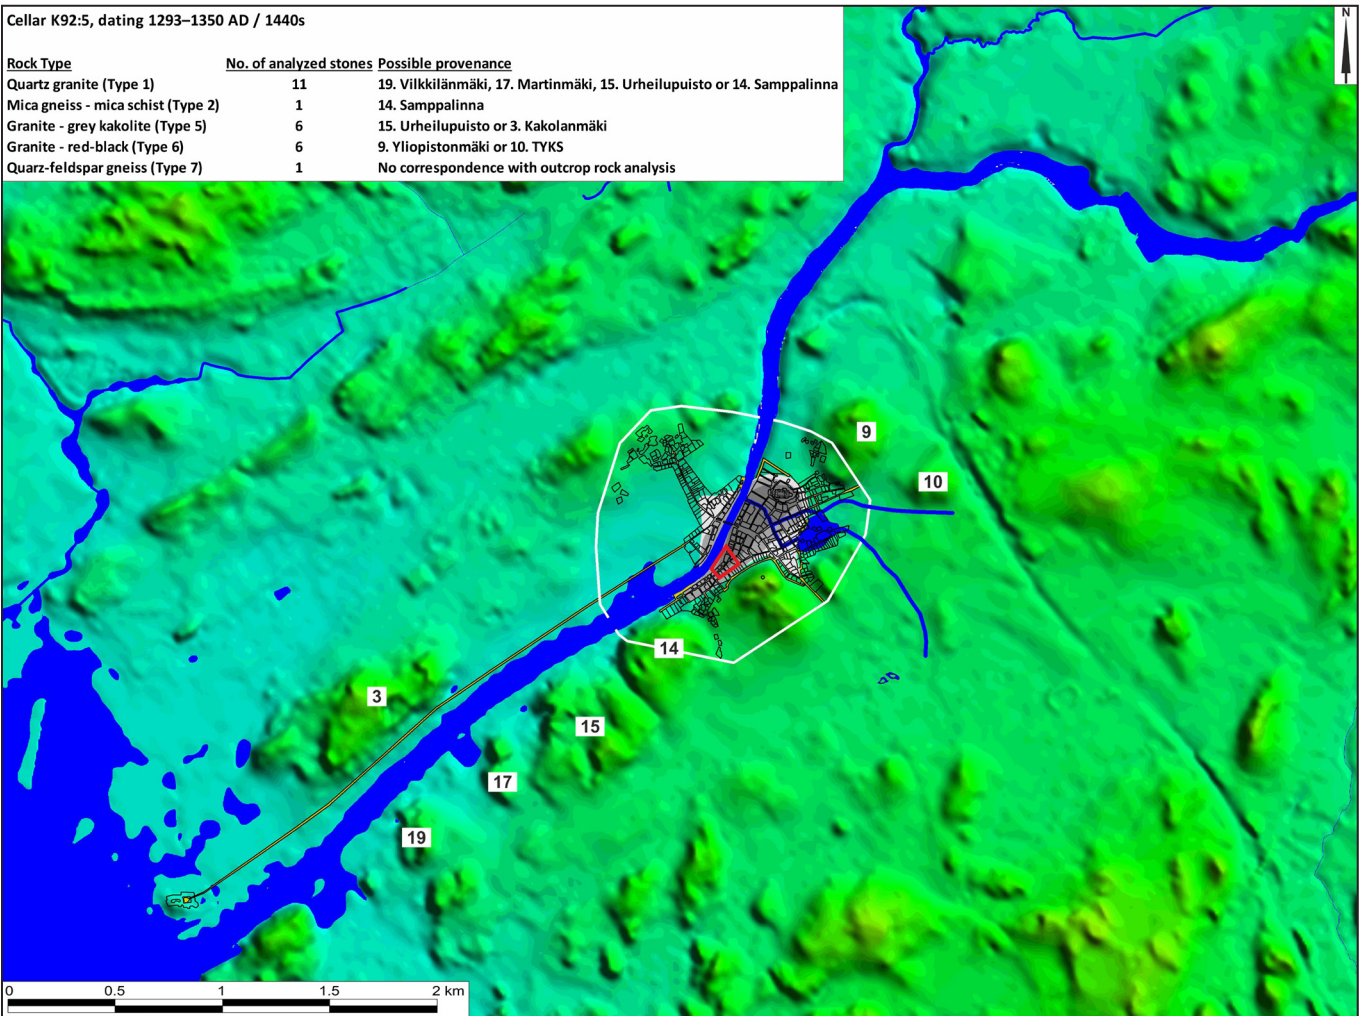 Cellar K92:5, dating 1293–1350 AD / 1440s
Rock Type No. of analyzed stones Possible provenance
Quartz granite (Type 1) 11 19. Vilkkilänmäki, 17. Martinmäki, 15. Urheilupuisto or 14. Samppalinna
Mica gneiss - mica schist (Type 2) 1 14. Samppalinna
Granite - grey kakolite (Type 5) 6 15. Urheilupuisto or 3. Kakolanmäki
Granite - red-black (Type 6) 6 9. Yliopistonmäki or 10. TYKS
Quarz-feldspar gneiss (Type 7) 1 No correspondence with outcrop rock analysis
N
9
10
14
3
15
17
19
0 0.5 1 1.5 2 km